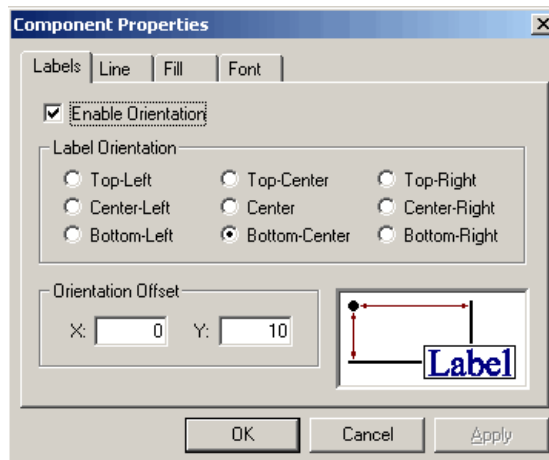 Component Properties
Labels Line Fill Font
Enable Orientation
Label Orientation
Top-Left Top-Center Top-Right
Center-Left Center Center-Right
Bottom-Left Bottom-Center Bottom-Right
Orientation Offset
X: 0 Y: 10
Label
OK Cancel Apply